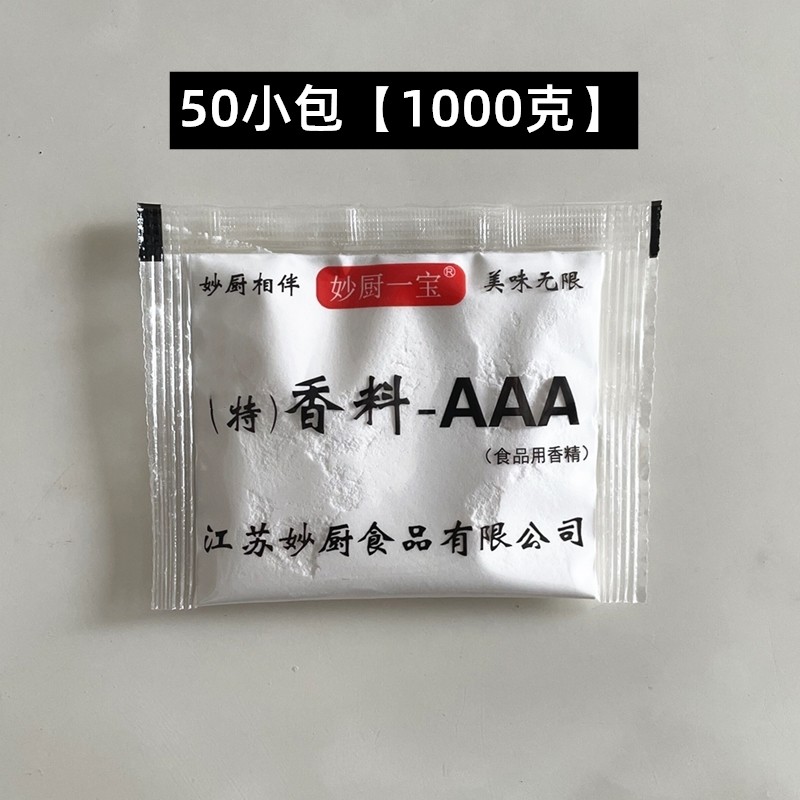 50小包【1000克】
妙厨相伴 妙厨一宝® 美味无限
(特)香料-AAA
(食品用香精)
江苏妙厨食品有限公司